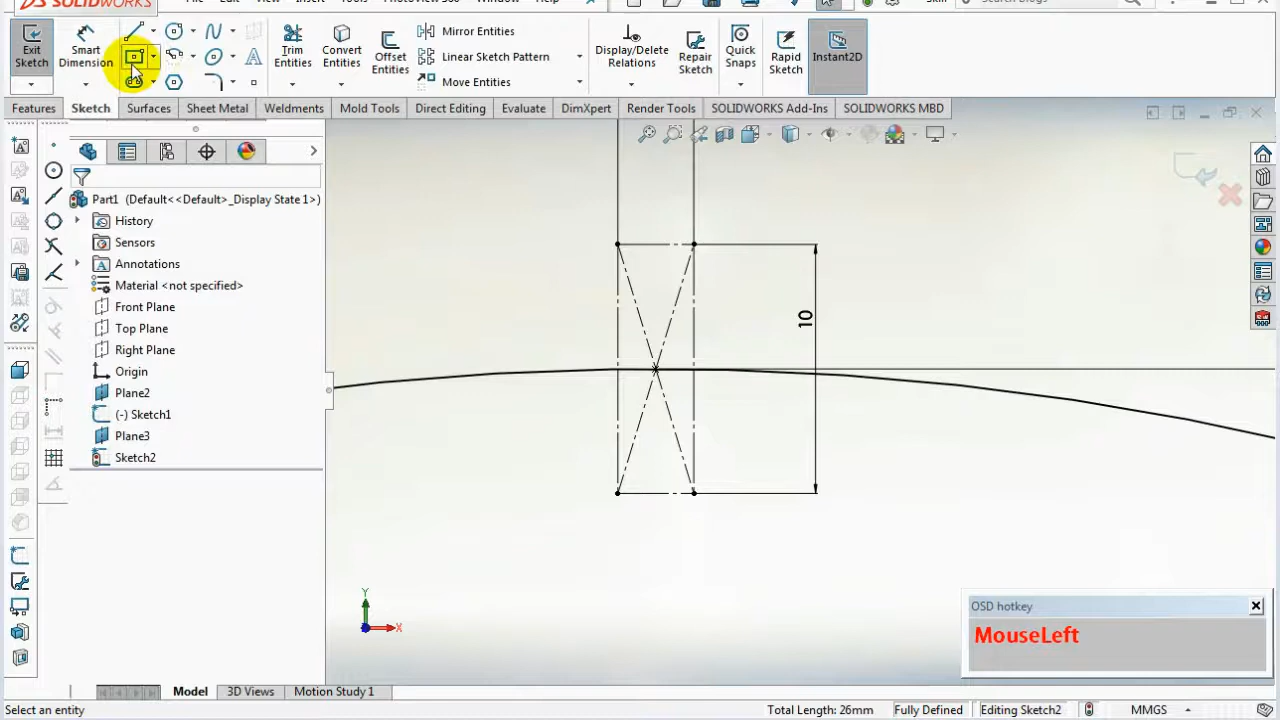 SOLIDWORKS
Exit Sketch
Smart Dimension
Trim Entities
Convert Entities
Offset Entities
Mirror Entities
Linear Sketch Pattern
Move Entities
Display/Delete Relations
Repair Sketch
Quick Snaps
Rapid Sketch
Instant2D
Features Sketch Surfaces Sheet Metal Weldments Mold Tools Direct Editing Evaluate DimXpert Render Tools SOLIDWORKS Add-Ins SOLIDWORKS MBD
Part1 (Default<<Default>_Display State 1>)
History
Sensors
Annotations
Material <not specified>
Front Plane
Top Plane
Right Plane
Origin
Plane2
(-) Sketch1
Plane3
Sketch2
10
Y
X
OSD hotkey
MouseLeft
Model 3D Views Motion Study 1
Select an entity Total Length: 26mm Fully Defined Editing Sketch2 MMGS